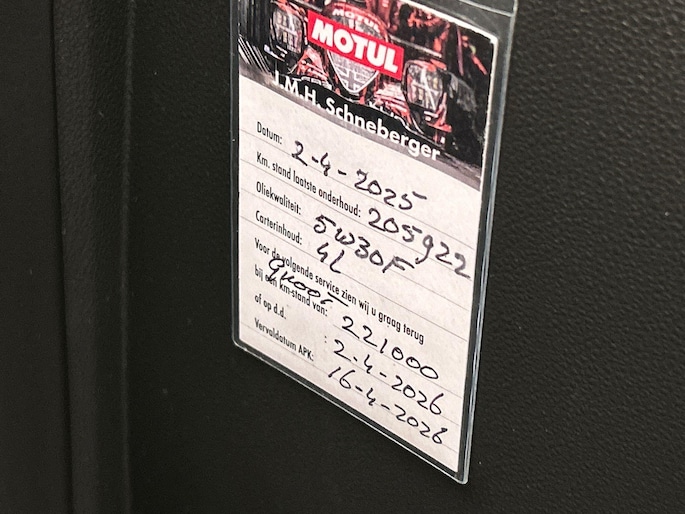 MOTUL
J.M.H. Schneberger
Datum: 2-4-2025
Km. stand laatste onderhoud: 205922
Oliekwaliteit: 5W30F
Carterinhoud: 4L
Voor de volgende service zien wij u graag terug
groot
bij een km-stand van: 221000
of op d.d. : 2-4-2026
Vervaldatum APK: 16-4-2026